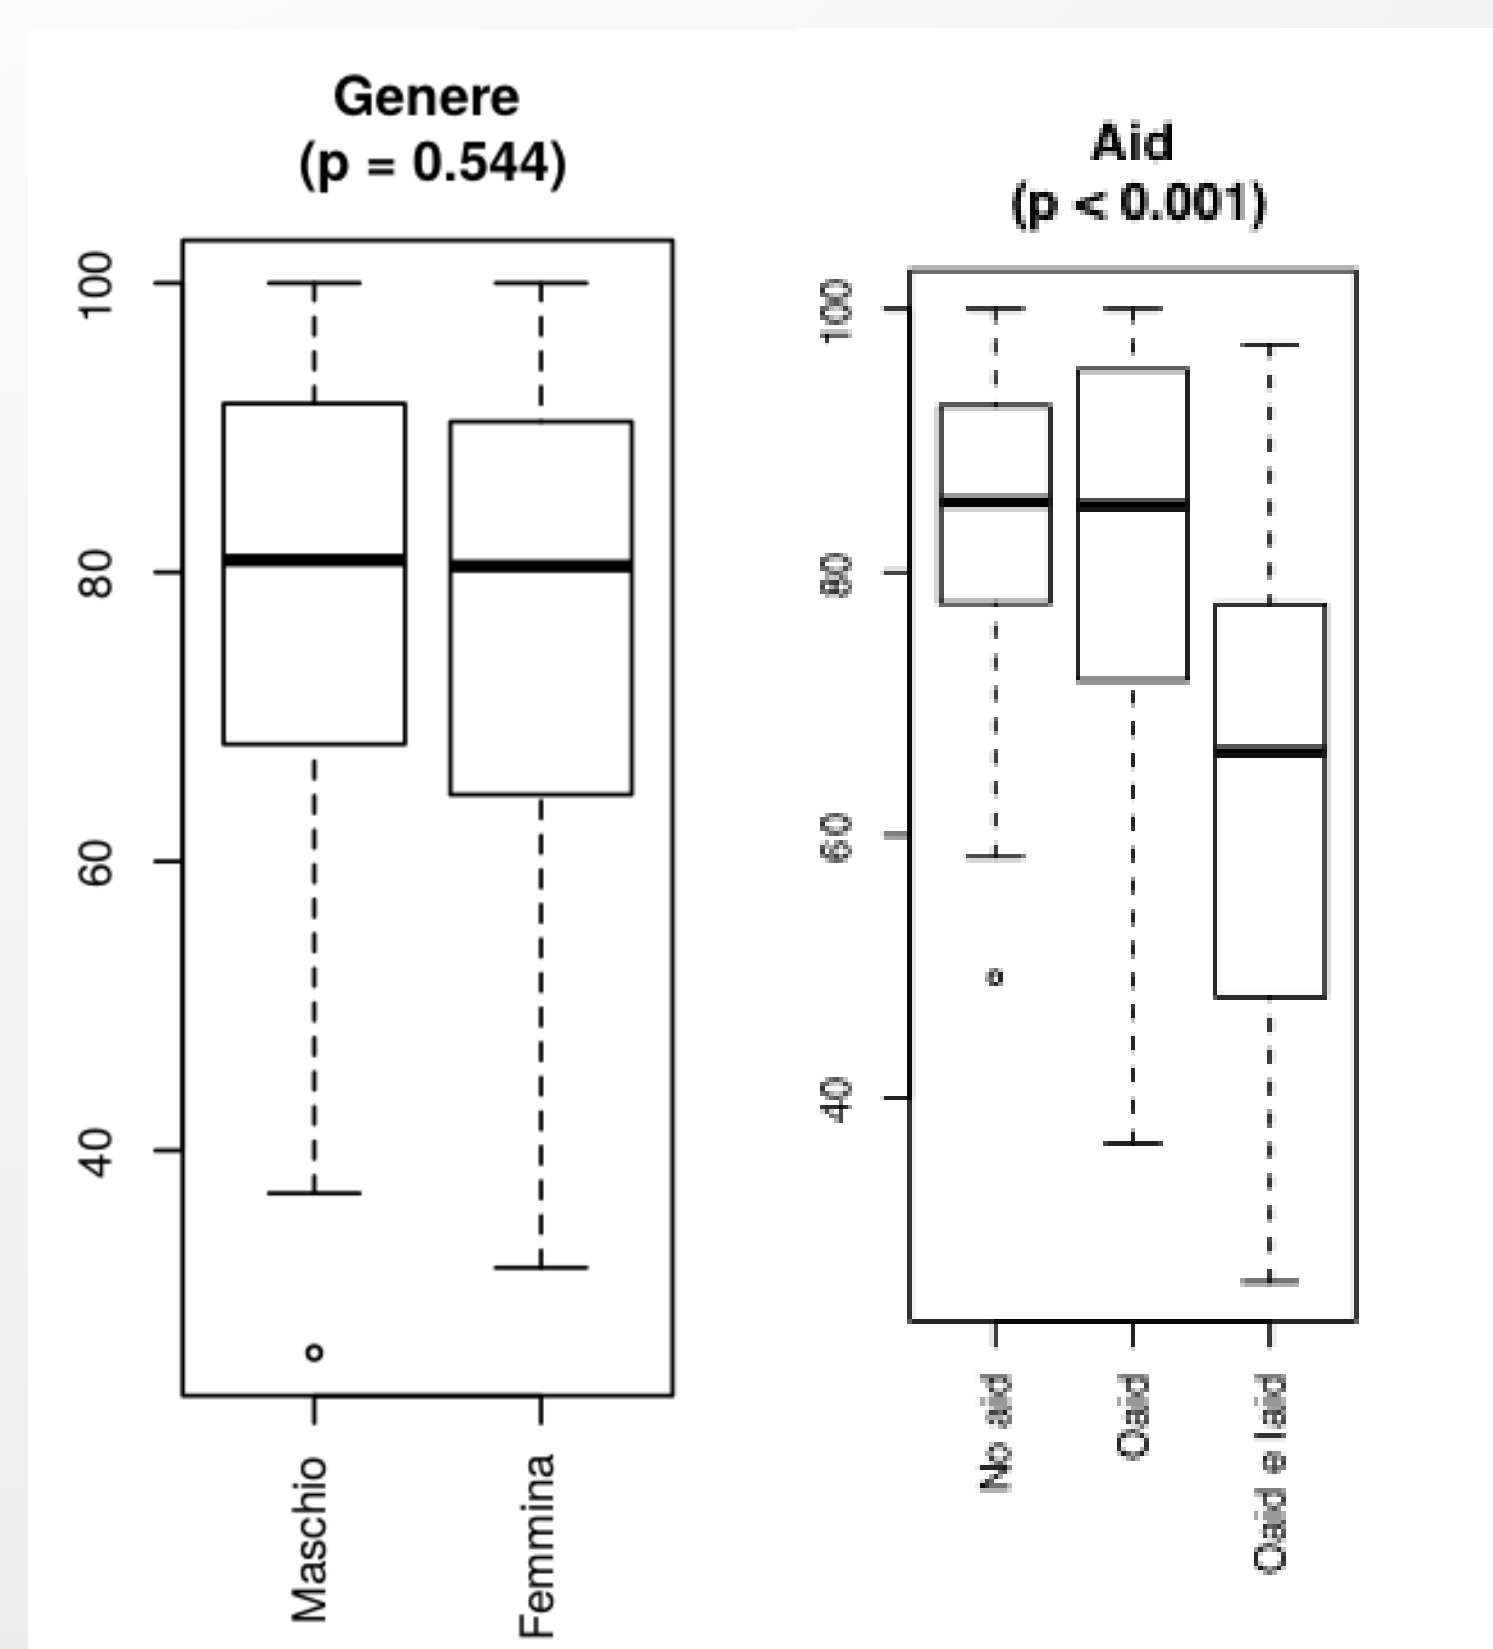 Genere
(p = 0.544)
100
80
60
40
Maschio
Femmina
Aid
(p < 0.001)
100
80
60
40
No aid
Oaid
Oaid e Iaid